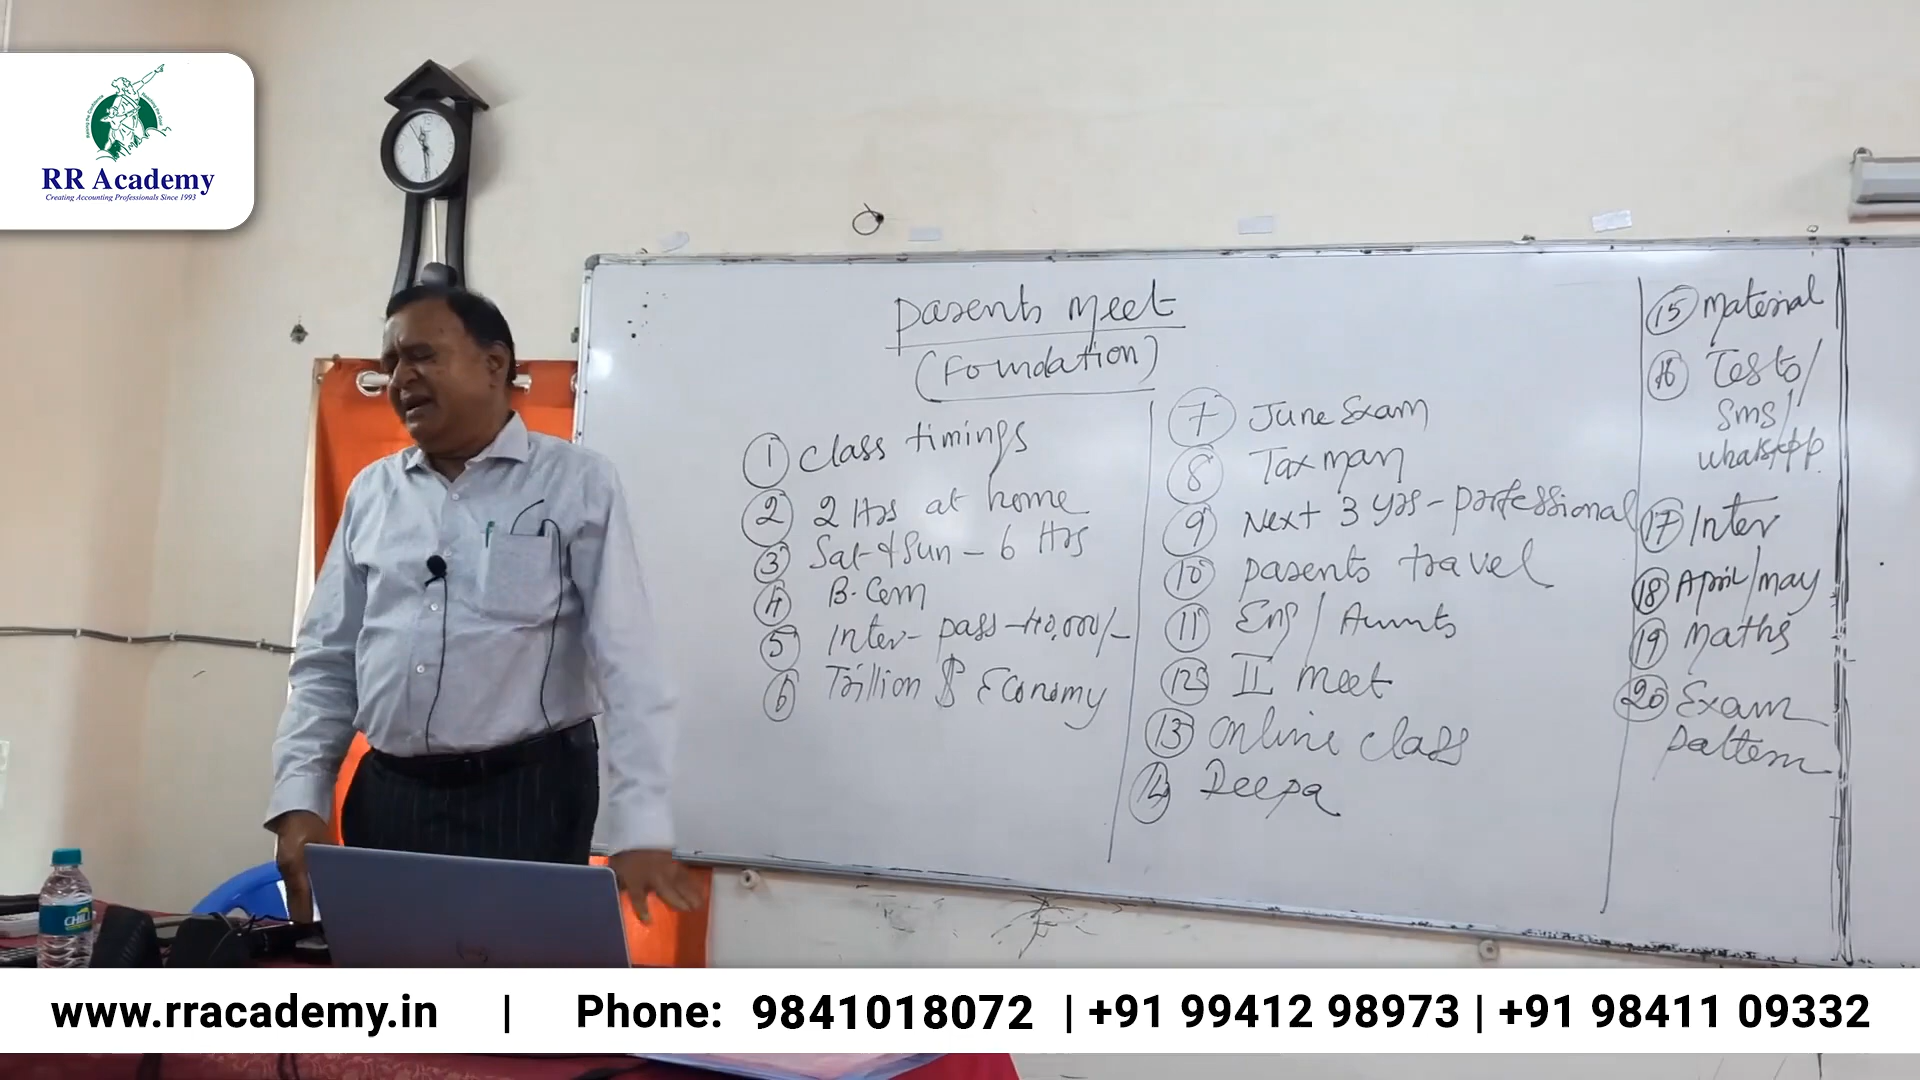 RR Academy
Creating Accounting Professionals Since 1993
Parents Meet
(Foundation)
1 Class timings
2 2 Hrs at home
3 Sat & Sun - 6 Hrs
4 B.Com
5 Inter - pass - 40,000/-
6 Trillion $ Economy
7 June Exam
8 Taxman
9 Next 3 yrs - Professional
10 Parents travel
11 Eng /
12 II meet
13 Online class
14 Deepa
15 Material
16 Tests/
Sms/
whatsapp
17 Inter
18 April/may
19 Maths
20 Exam
pattern
CHILL
www.rracademy.in | Phone: 9841018072 | +91 99412 98973 | +91 98411 09332